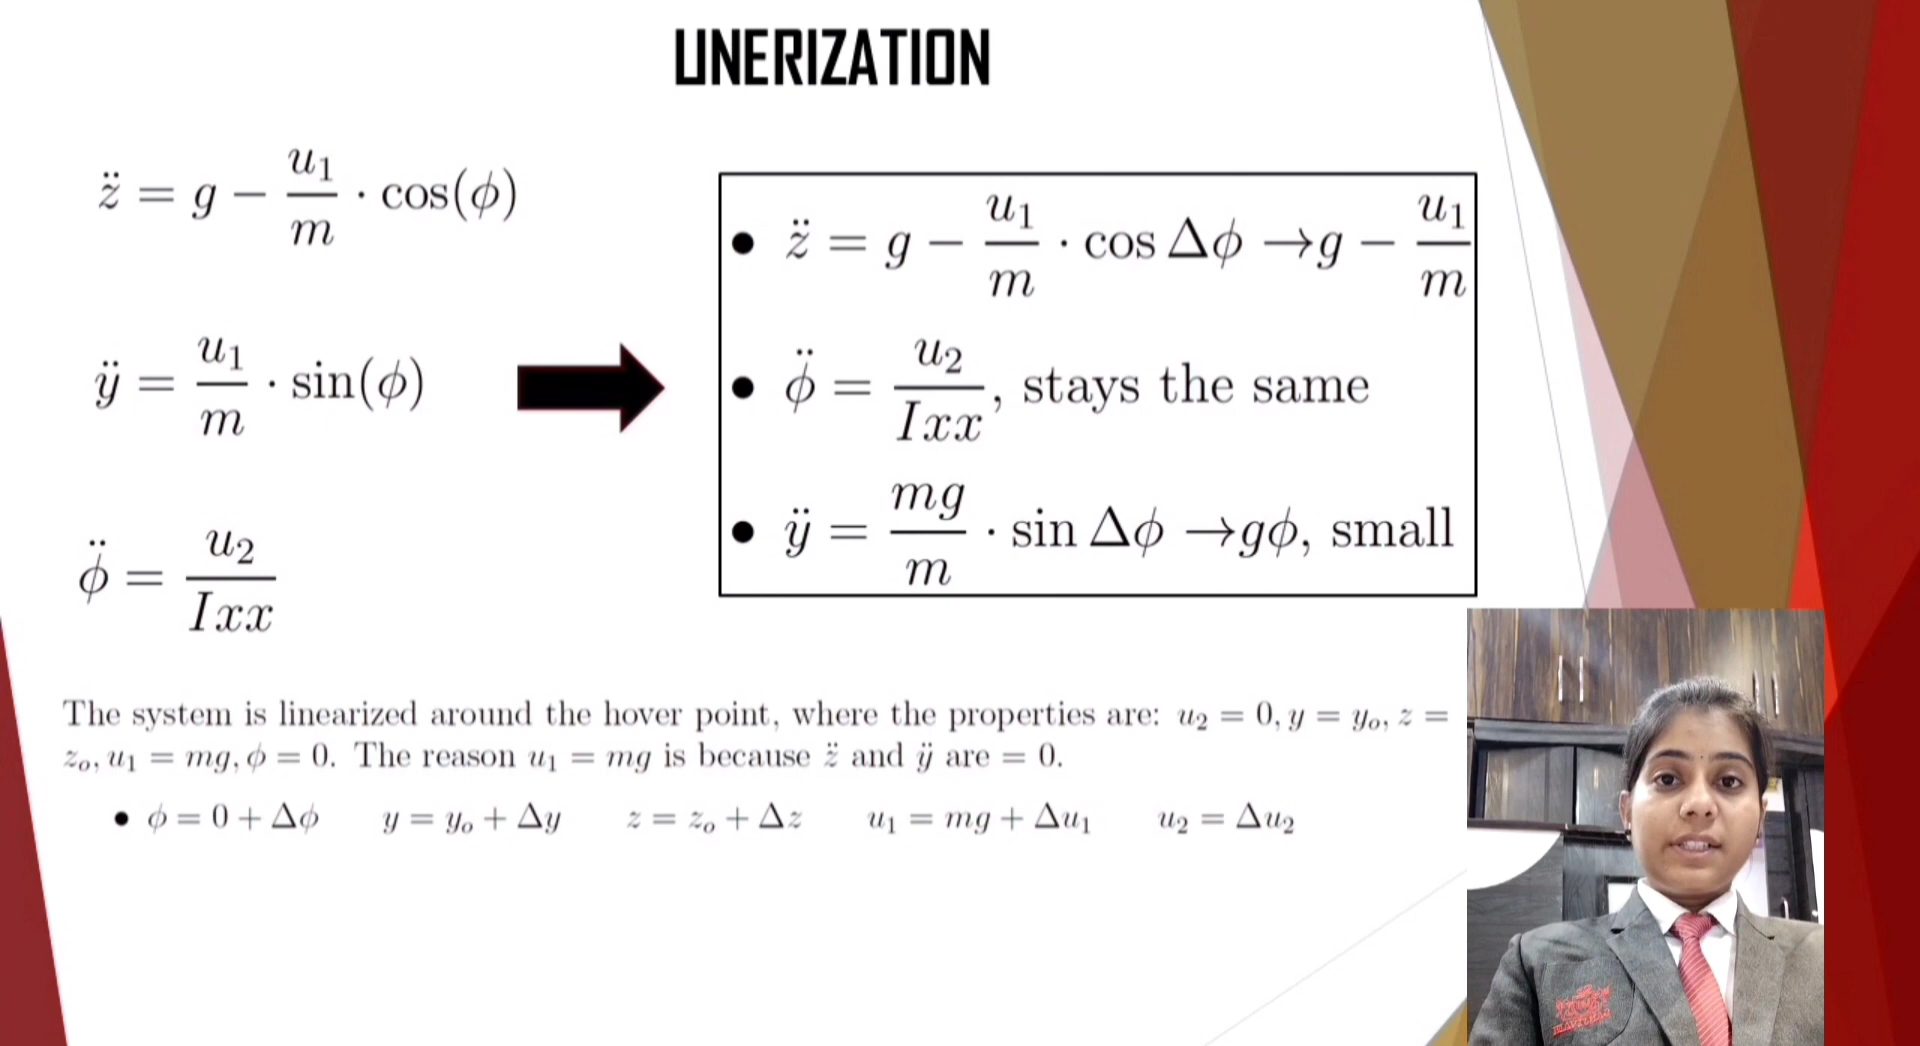 LINERIZATION
z̈ = g − u₁/m · cos(ϕ)
ÿ = u₁/m · sin(ϕ)
ϕ̈ = u₂/Ixx
• z̈ = g − u₁/m · cos Δϕ →g − u₁/m
• ϕ̈ = u₂/Ixx, stays the same
• ÿ = mg/m · sin Δϕ →gϕ, small
The system is linearized around the hover point, where the properties are: u₂ = 0, y = yₒ, z =
zₒ, u₁ = mg, ϕ = 0. The reason u₁ = mg is because z̈ and ÿ are = 0.
• ϕ = 0 + Δϕ y = yₒ + Δy z = zₒ + Δz u₁ = mg + Δu₁ u₂ = Δu₂